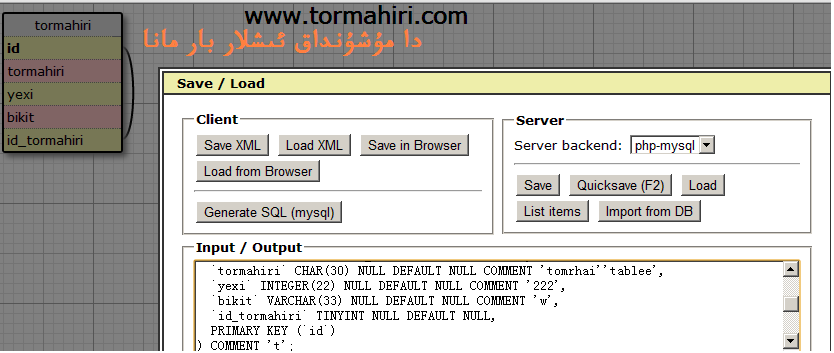 www.tormahiri.com
دا مۇشۇنداق ئىشلار بار مانا
tormahiri
id
tormahiri
yexi
bikit
id_tormahiri
Save / Load
Client
Save XML
Load XML
Save in Browser
Load from Browser
Generate SQL (mysql)
Server
Server backend: php-mysql
Save
Quicksave (F2)
Load
List items
Import from DB
Input / Output
`tormahiri` CHAR(30) NULL DEFAULT NULL COMMENT 'tomrhai''tablee',
`yexi` INTEGER(22) NULL DEFAULT NULL COMMENT '222',
`bikit` VARCHAR(33) NULL DEFAULT NULL COMMENT 'w',
`id_tormahiri` TINYINT NULL DEFAULT NULL,
PRIMARY KEY (`id`)
) COMMENT 't';